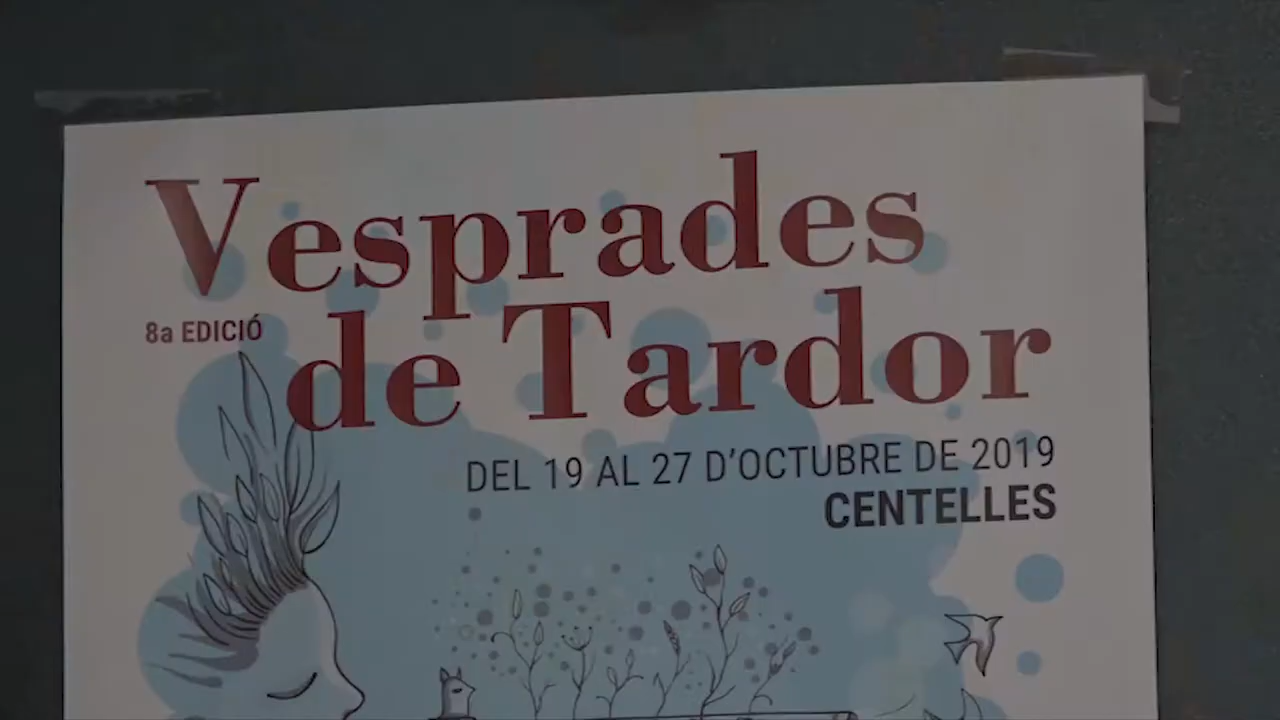 Vesprades
8a EDICIÓ
de Tardor
DEL 19 AL 27 D'OCTUBRE DE 2019
CENTELLES